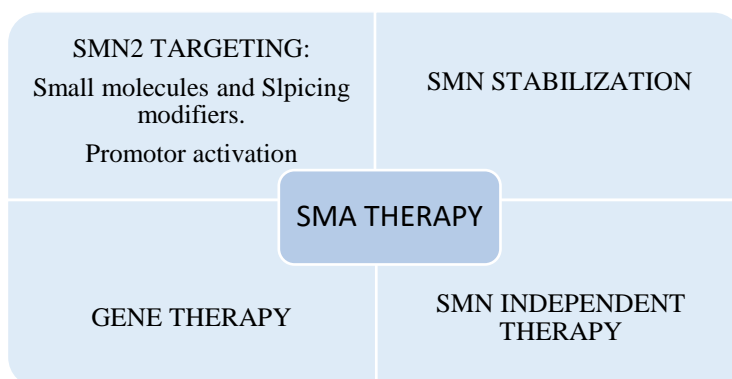 SMN2 TARGETING:
Small molecules and Slpicing
modifiers.
Promotor activation
SMN STABILIZATION
SMA THERAPY
GENE THERAPY
SMN INDEPENDENT
THERAPY